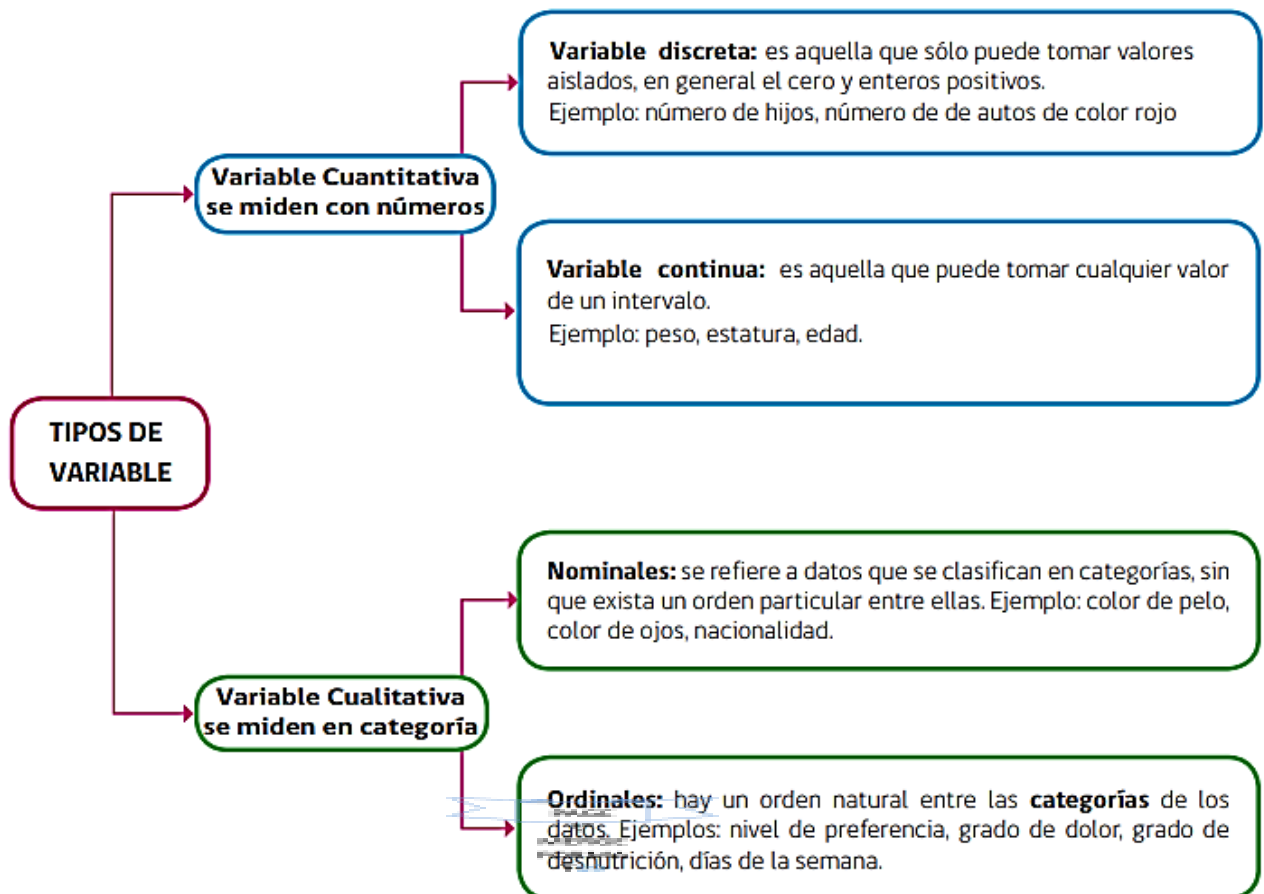 Variable discreta: es aquella que sólo puede tomar valores
aislados, en general el cero y enteros positivos.
Ejemplo: número de hijos, número de de autos de color rojo
Variable Cuantitativa
se miden con números
Variable continua: es aquella que puede tomar cualquier valor
de un intervalo.
Ejemplo: peso, estatura, edad.
TIPOS DE
VARIABLE
Nominales: se refiere a datos que se clasifican en categorías, sin
que exista un orden particular entre ellas. Ejemplo: color de pelo,
color de ojos, nacionalidad.
Variable Cualitativa
se miden en categoría
Ordinales: hay un orden natural entre las categorías de los
datos. Ejemplos: nivel de preferencia, grado de dolor, grado de
desnutrición, días de la semana.